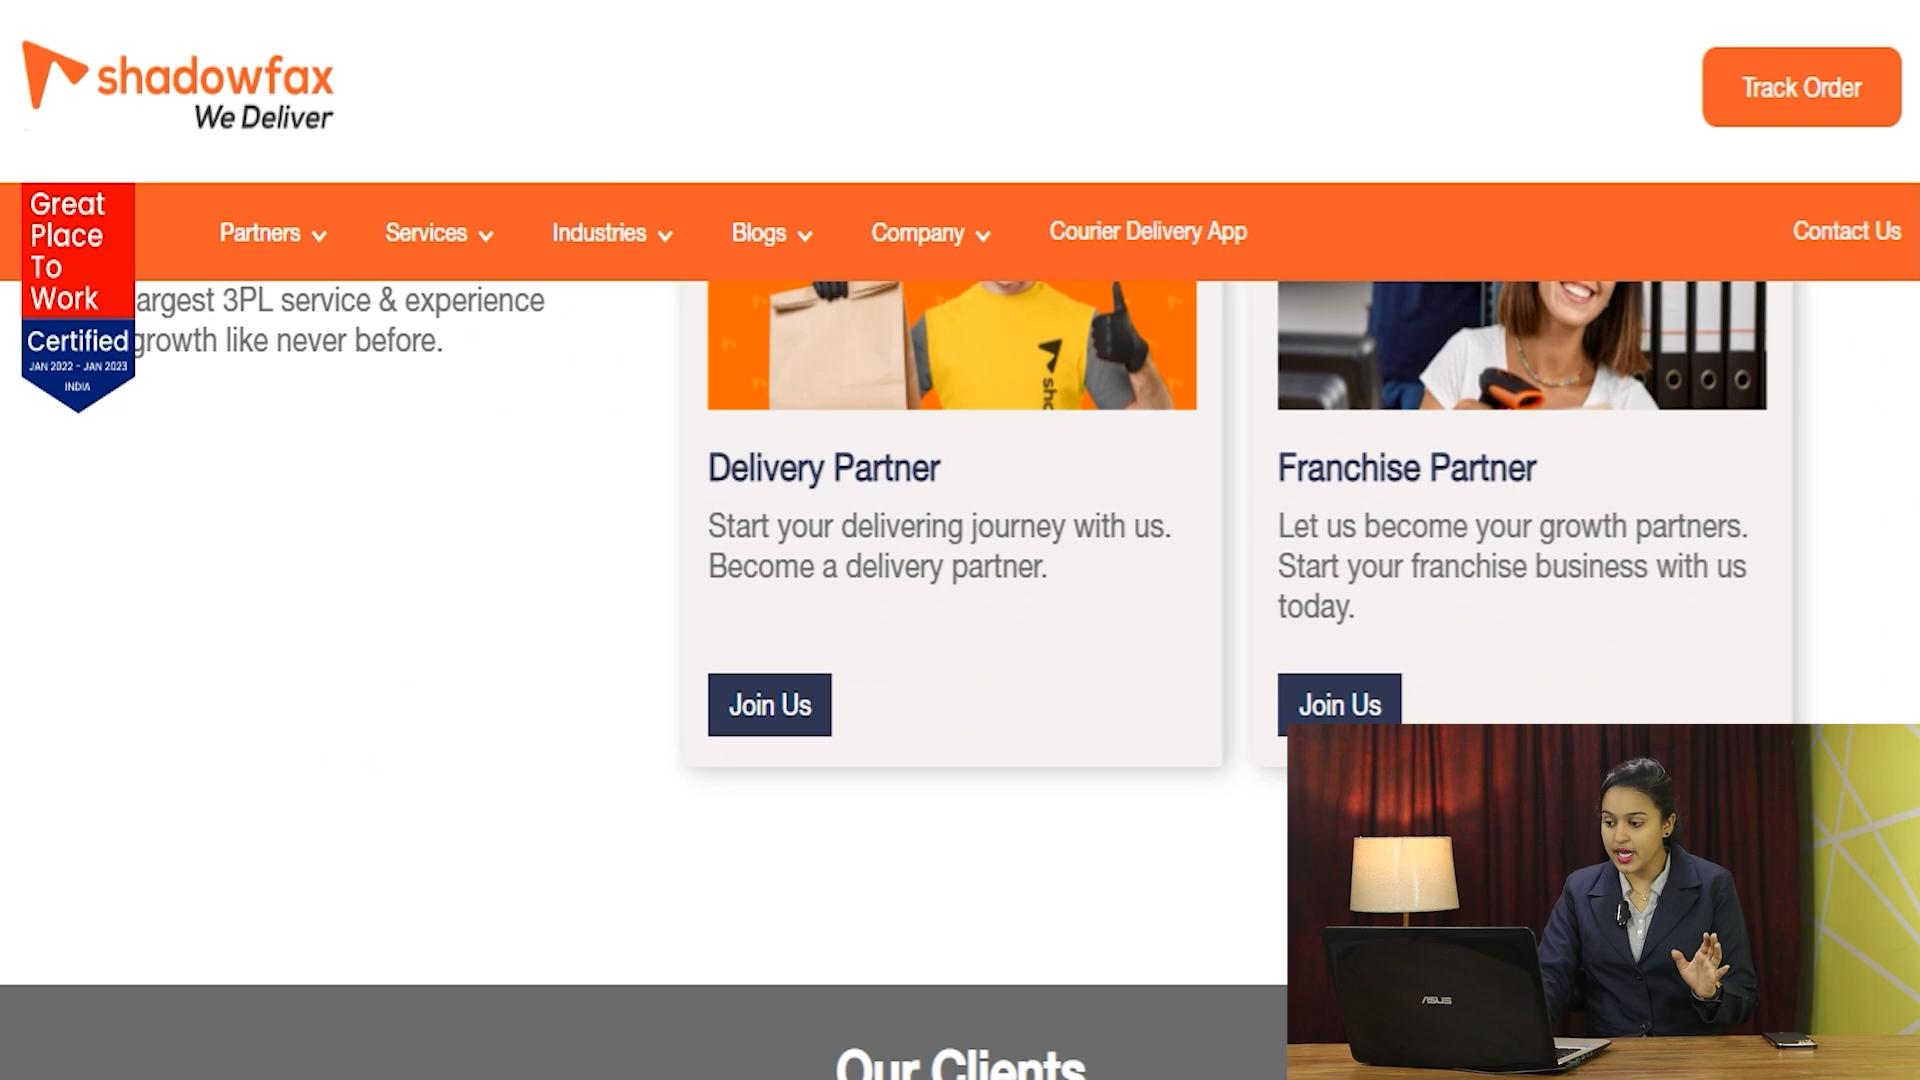 shadowfax
We Deliver
Track Order
Great
Place
To
Work
Certified
JAN 2022 - JAN 2023
INDIA
Partners
Services
Industries
Blogs
Company
Courier Delivery App
Contact Us
argest 3PL service & experience
growth like never before.
Delivery Partner
Start your delivering journey with us.
Become a delivery partner.
Join Us
Franchise Partner
Let us become your growth partners.
Start your franchise business with us
today.
Join Us
ASUS
Our Clients